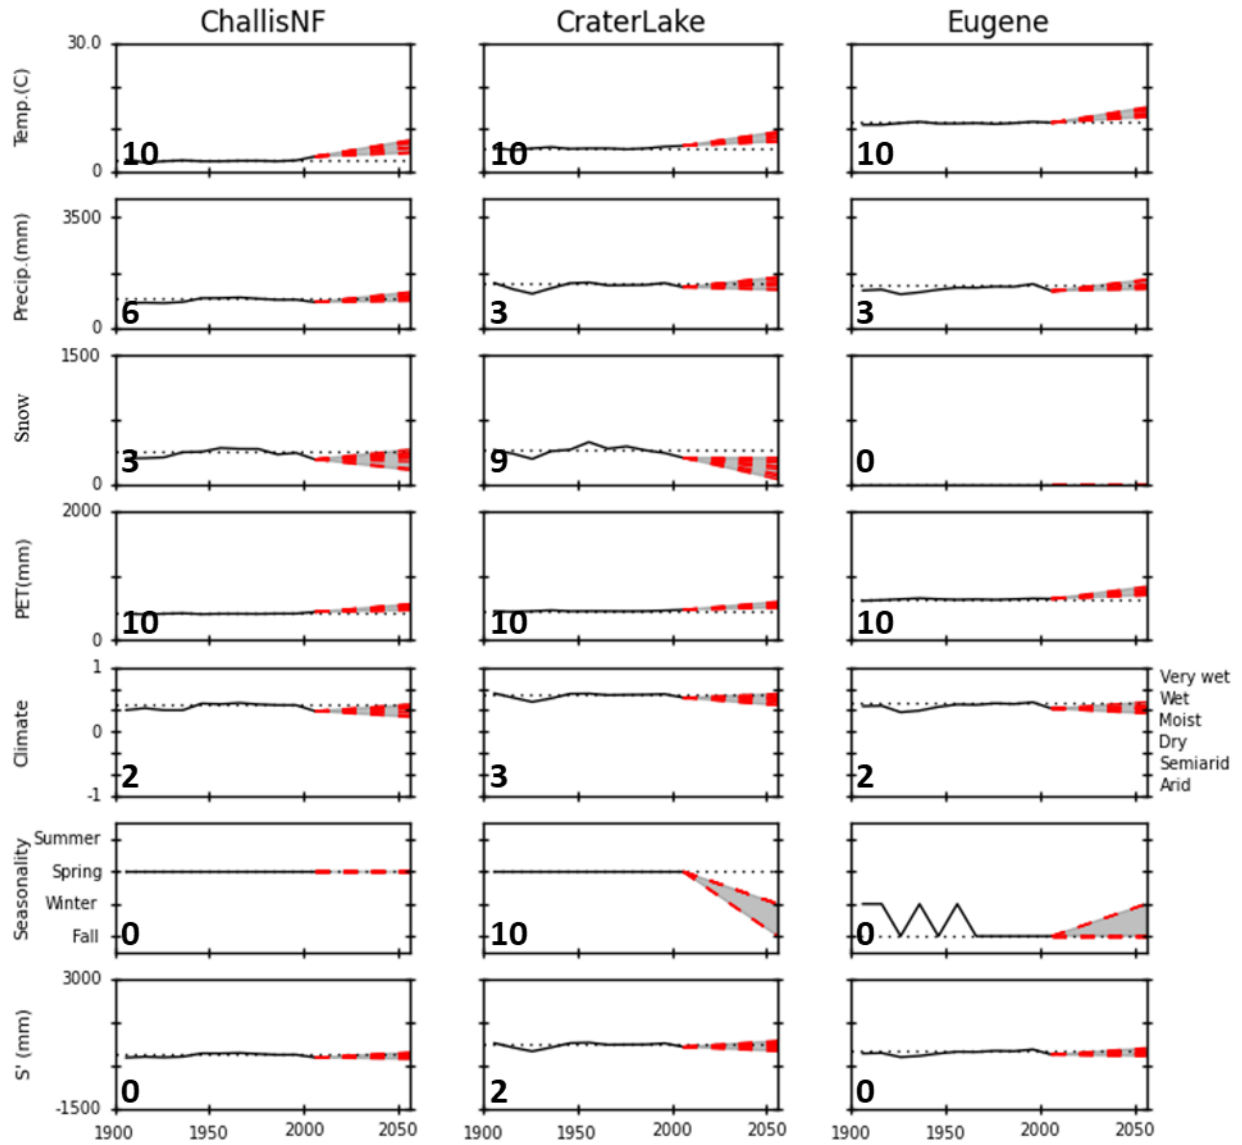 ChallisNF CraterLake Eugene
Temp.(C)
30.0
0
10 10 10
Precip.(mm)
3500
0
6 3 3
Snow
1500
0
3 9 0
PET(mm)
2000
0
10 10 10
Climate
1
0
-1
2 3 2
Very wet
Wet
Moist
Dry
Semiarid
Arid
Seasonality
Summer
Spring
Winter
Fall
0 10 0
S' (mm)
3000
-1500
0 2 0
1900 1950 2000 2050 1900 1950 2000 2050 1900 1950 2000 2050